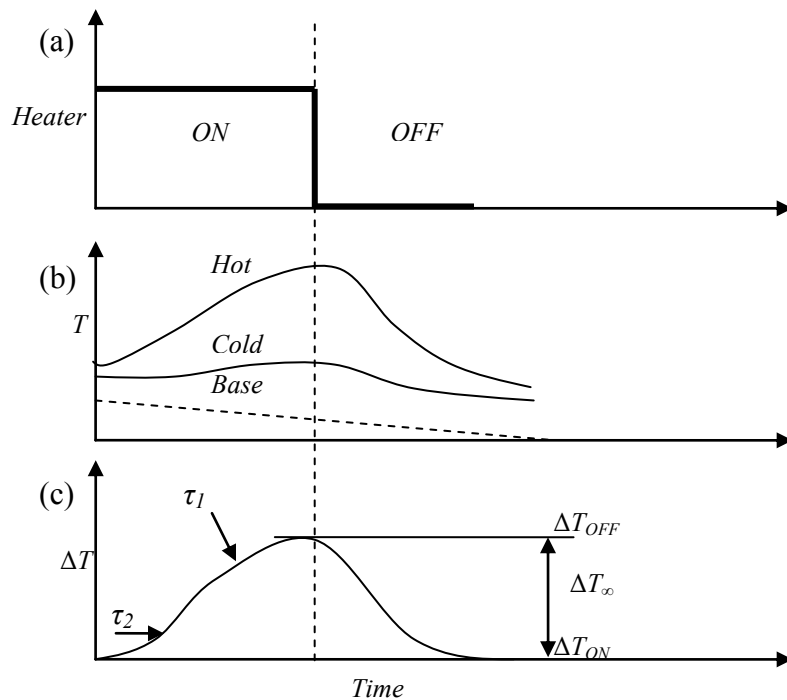 (a)
Heater
ON
OFF
(b)
T
Hot
Cold
Base
(c)
ΔT
τ1
τ2
ΔTOFF
ΔT∞
ΔTON
Time